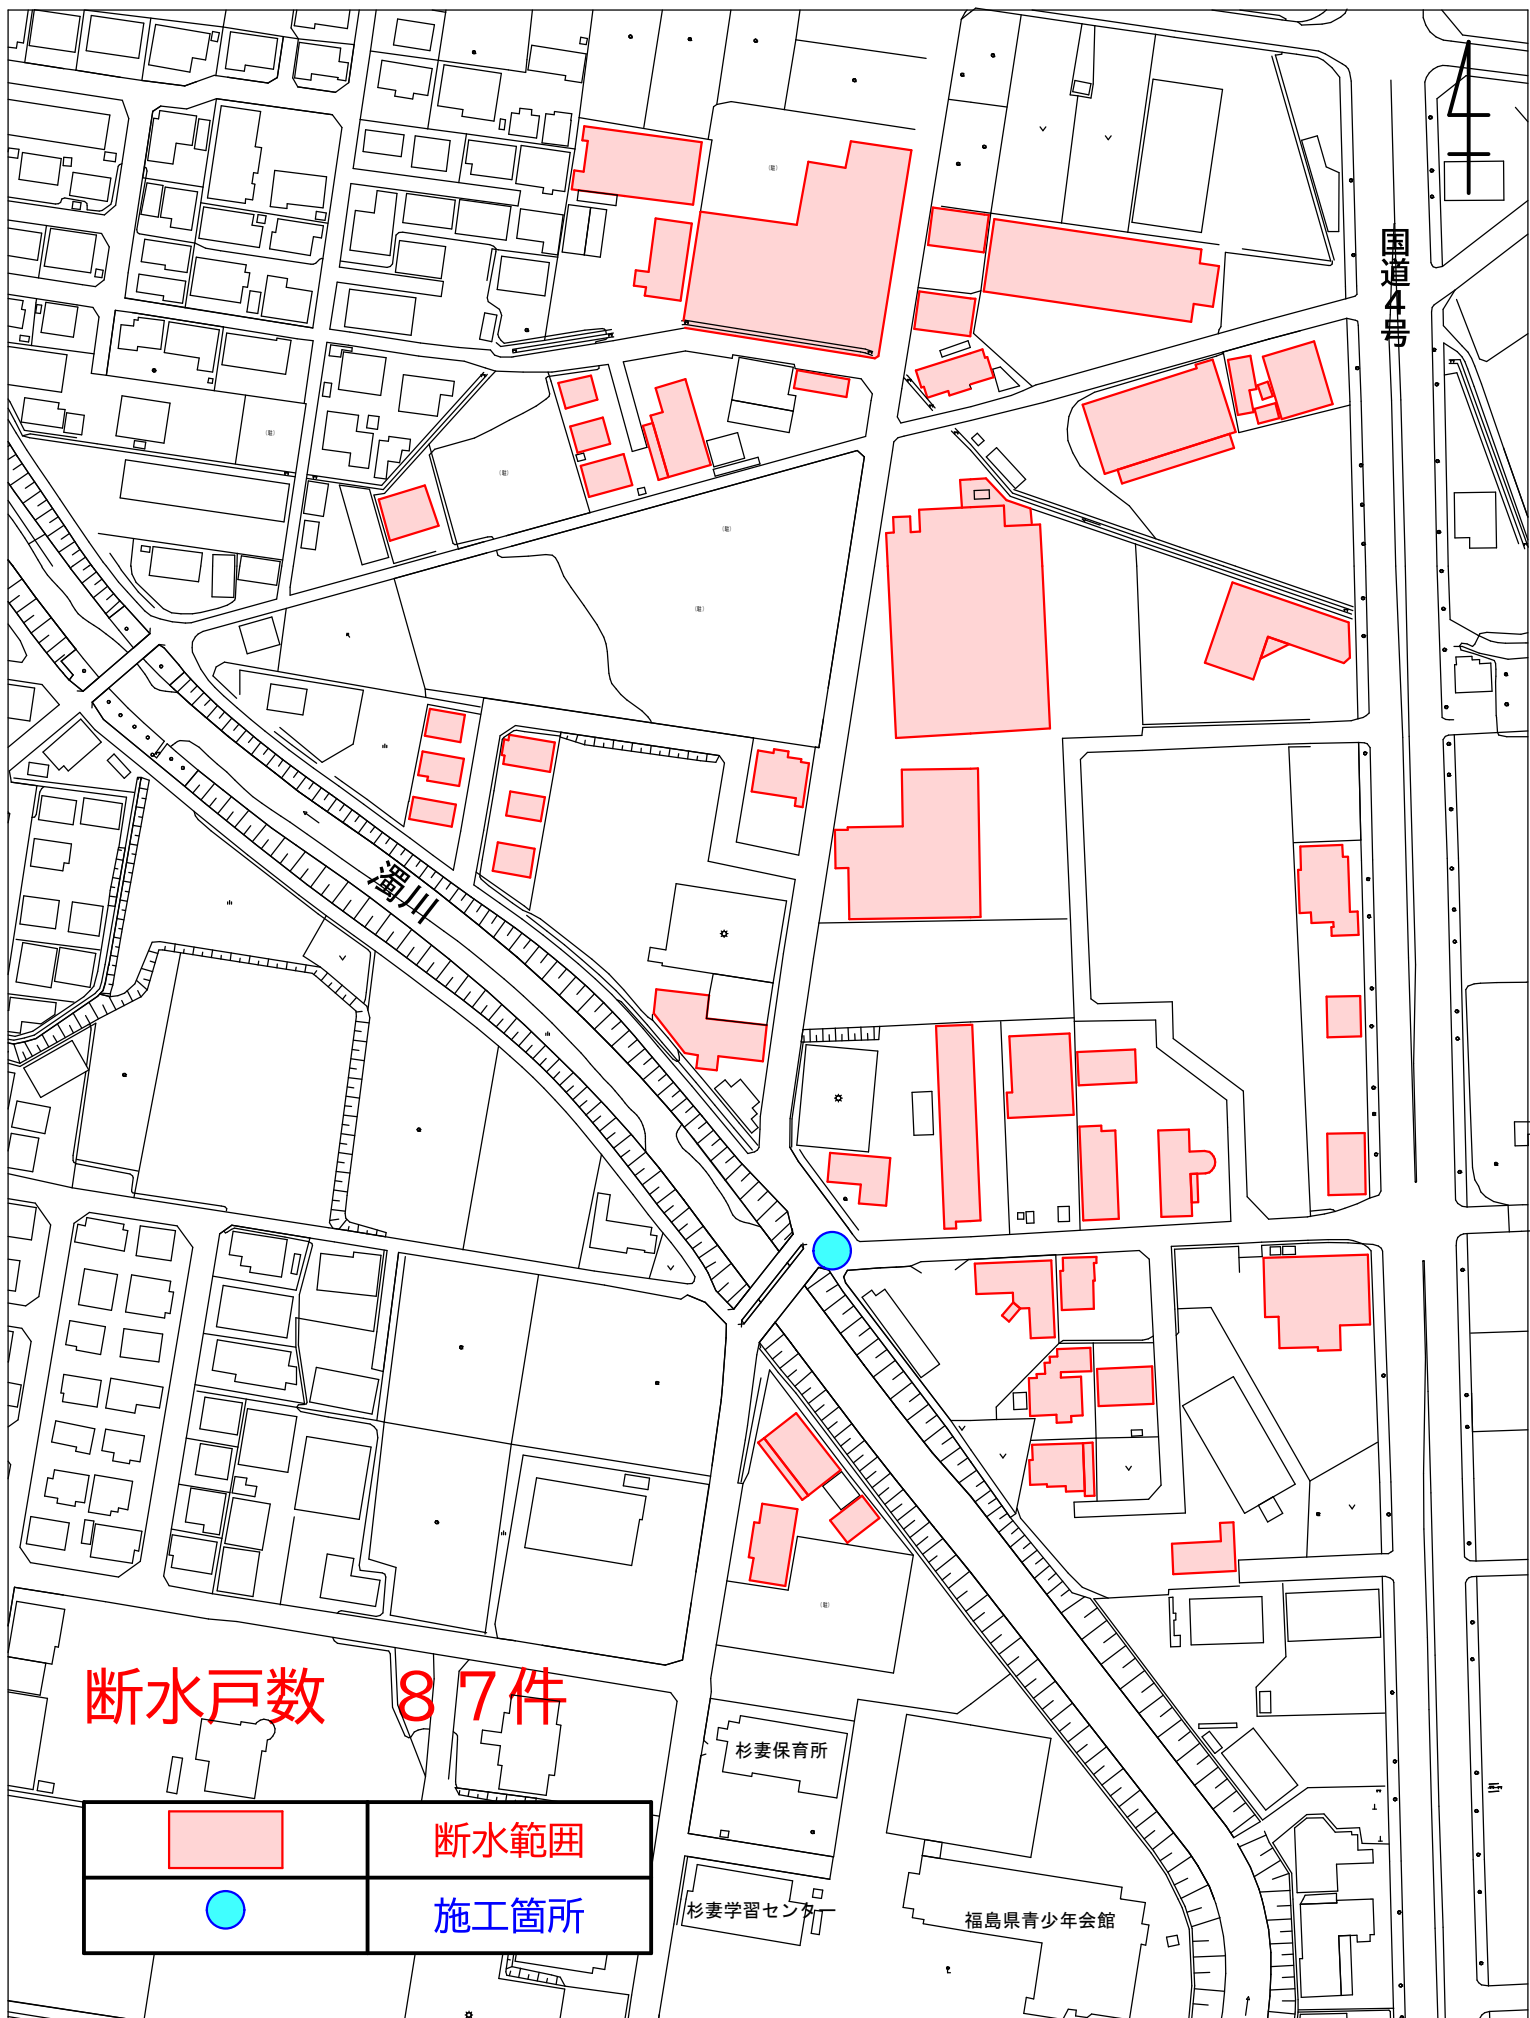 国道4号
濁川
断水戸数　８７件
杉妻保育所
断水範囲
施工箇所
杉妻学習センター
福島県青少年会館